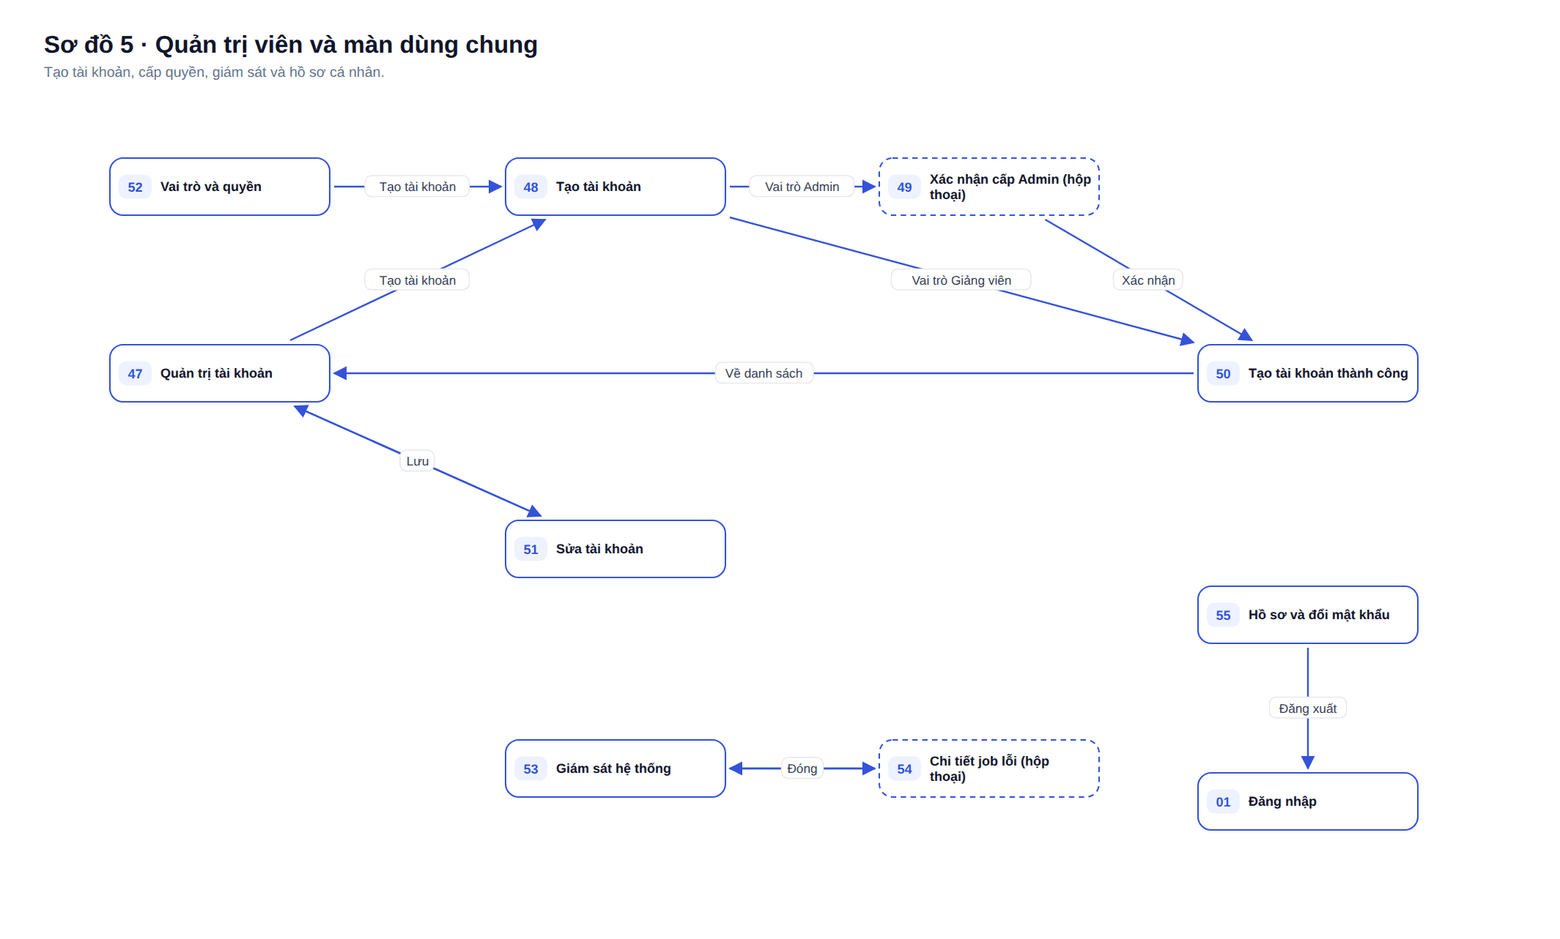 Sơ đồ 5 · Quản trị viên và màn dùng chung
Tạo tài khoản, cấp quyền, giám sát và hồ sơ cá nhân.
52 Vai trò và quyền
Tạo tài khoản
48 Tạo tài khoản
Vai trò Admin
49 Xác nhận cấp Admin (hộp
thoại)
Tạo tài khoản
Vai trò Giảng viên
Xác nhận
47 Quản trị tài khoản
Về danh sách
50 Tạo tài khoản thành công
Lưu
51 Sửa tài khoản
55 Hồ sơ và đổi mật khẩu
Đăng xuất
53 Giám sát hệ thống
Đóng
54 Chi tiết job lỗi (hộp
thoại)
01 Đăng nhập